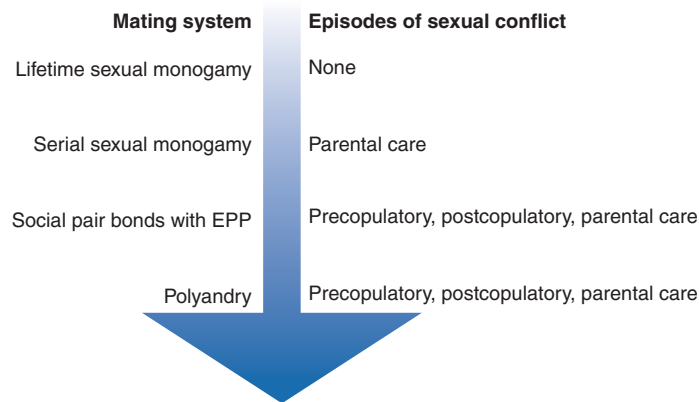 Mating system Episodes of sexual conflict
Lifetime sexual monogamy None
Serial sexual monogamy Parental care
Social pair bonds with EPP Precopulatory, postcopulatory, parental care
Polyandry Precopulatory, postcopulatory, parental care